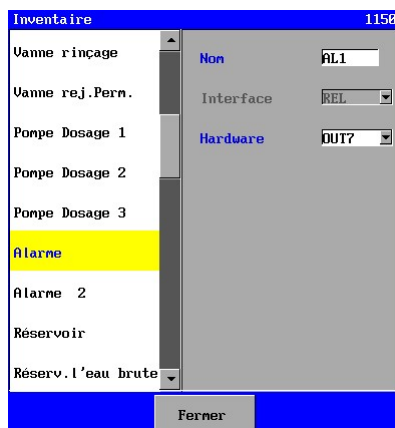 Inventaire 1150
Vanne rinçage
Vanne rej.Perm.
Pompe Dosage 1
Pompe Dosage 2
Pompe Dosage 3
Alarme
Alarme 2
Réservoir
Réserv.l'eau brute
Nom AL1
Interface REL
Hardware OUT7
Fermer